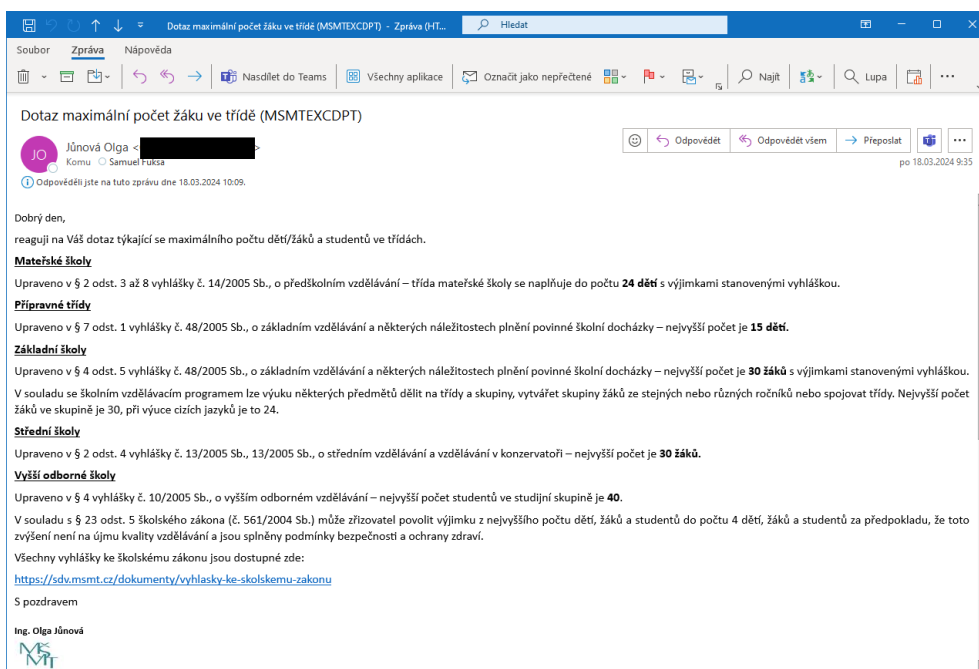 Dotaz maximální počet žáku ve třídě (MSMTEXCDPT) - Zpráva (HT...
Hledat
Soubor
Zpráva
Nápověda
Nasdílet do Teams
Všechny aplikace
Označit jako nepřečtené
Najít
Lupa
Dotaz maximální počet žáku ve třídě (MSMTEXCDPT)
JO
Jůnová Olga <
>
Komu Samuel Fuksa
Odpovědět
Odpovědět všem
Přeposlat
po 18.03.2024 9:35
Odpověděli jste na tuto zprávu dne 18.03.2024 10:09.
Dobrý den,
reaguji na Váš dotaz týkající se maximálního počtu dětí/žáků a studentů ve třídách.
Mateřské školy
Upraveno v § 2 odst. 3 až 8 vyhlášky č. 14/2005 Sb., o předškolním vzdělávání – třída mateřské školy se naplňuje do počtu 24 dětí s výjimkami stanovenými vyhláškou.
Přípravné třídy
Upraveno v § 7 odst. 1 vyhlášky č. 48/2005 Sb., o základním vzdělávání a některých náležitostech plnění povinné školní docházky – nejvyšší počet je 15 dětí.
Základní školy
Upraveno v § 4 odst. 5 vyhlášky č. 48/2005 Sb., o základním vzdělávání a některých náležitostech plnění povinné školní docházky – nejvyšší počet je 30 žáků s výjimkami stanovenými vyhláškou.
V souladu se školním vzdělávacím programem lze výuku některých předmětů dělit na třídy a skupiny, vytvářet skupiny žáků ze stejných nebo různých ročníků nebo spojovat třídy. Nejvyšší počet
žáků ve skupině je 30, při výuce cizích jazyků je to 24.
Střední školy
Upraveno v § 2 odst. 4 vyhlášky č. 13/2005 Sb., 13/2005 Sb., o středním vzdělávání a vzdělávání v konzervatoři – nejvyšší počet je 30 žáků.
Vyšší odborné školy
Upraveno v § 4 vyhlášky č. 10/2005 Sb., o vyšším odborném vzdělávání – nejvyšší počet studentů ve studijní skupině je 40.
V souladu s § 23 odst. 5 školského zákona (č. 561/2004 Sb.) může zřizovatel povolit výjimku z nejvyššího počtu dětí, žáků a studentů do počtu 4 dětí, žáků a studentů za předpokladu, že toto
zvýšení není na újmu kvality vzdělávání a jsou splněny podmínky bezpečnosti a ochrany zdraví.
Všechny vyhlášky ke školskému zákonu jsou dostupné zde:
https://sdv.msmt.cz/dokumenty/vyhlasky-ke-skolskemu-zakonu
S pozdravem
Ing. Olga Jůnová
MŠMT